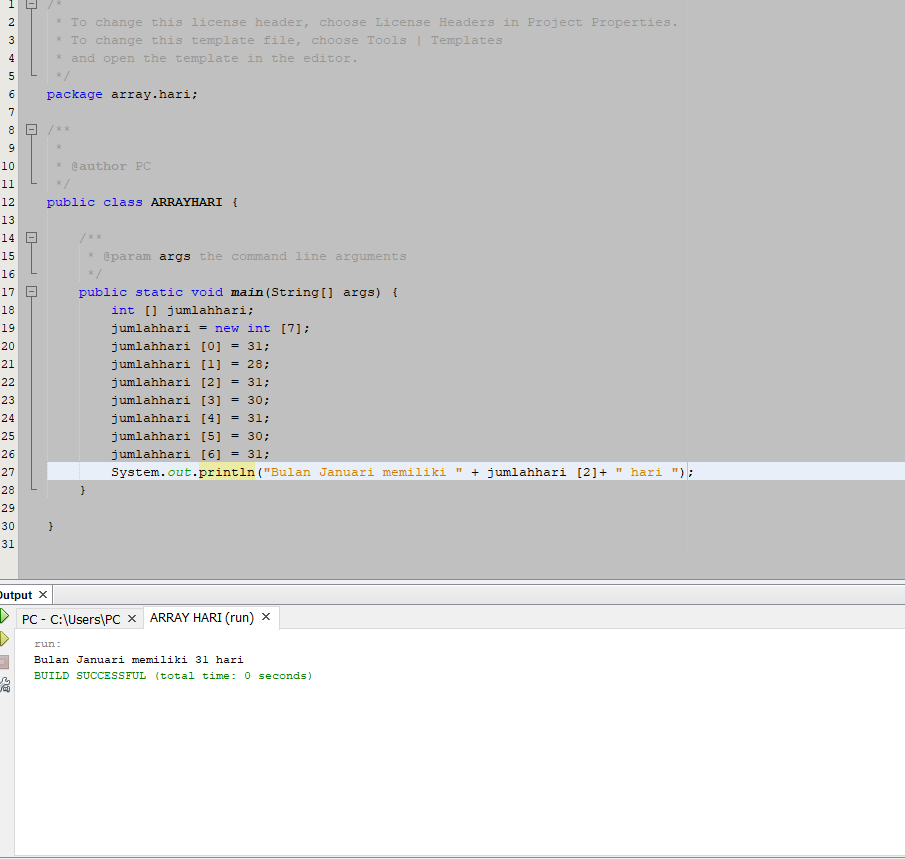 1 /*
2 * To change this license header, choose License Headers in Project Properties.
3 * To change this template file, choose Tools | Templates
4 * and open the template in the editor.
5 */
6 package array.hari;
7
8 /**
9 *
10 * @author PC
11 */
12 public class ARRAYHARI {
13
14 /**
15 * @param args the command line arguments
16 */
17 public static void main(String[] args) {
18 int [] jumlahhari;
19 jumlahhari = new int [7];
20 jumlahhari [0] = 31;
21 jumlahhari [1] = 28;
22 jumlahhari [2] = 31;
23 jumlahhari [3] = 30;
24 jumlahhari [4] = 31;
25 jumlahhari [5] = 30;
26 jumlahhari [6] = 31;
27 System.out.println("Bulan Januari memiliki " + jumlahhari [2]+ " hari ");
28 }
29
30 }
31
Output ×
PC - C:\Users\PC × ARRAY HARI (run) ×
run:
Bulan Januari memiliki 31 hari
BUILD SUCCESSFUL (total time: 0 seconds)